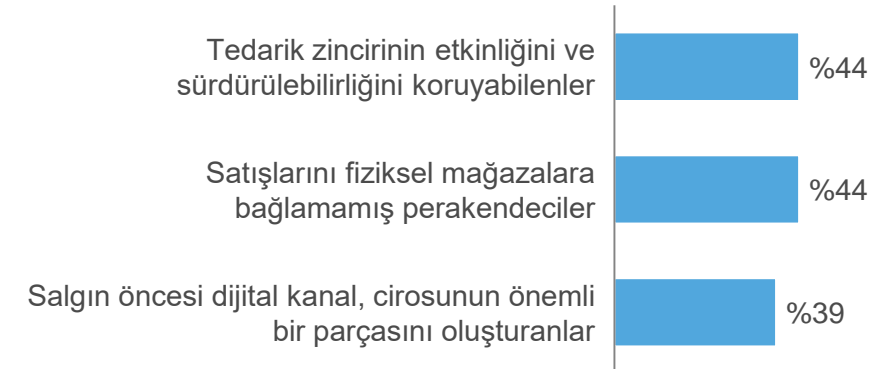 Tedarik zincirinin etkinliğini ve
sürdürülebilirliğini koruyabilenler
%44
Satışlarını fiziksel mağazalara
bağlamamış perakendeciler
%44
Salgın öncesi dijital kanal, cirosunun önemli
bir parçasını oluşturanlar
%39